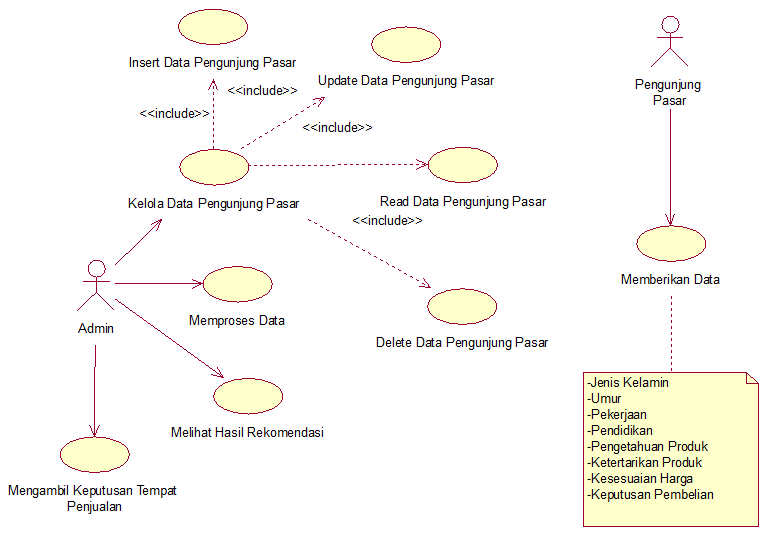 Insert Data Pengunjung Pasar
Update Data Pengunjung Pasar
<<include>>
<<include>>
<<include>>
Kelola Data Pengunjung Pasar
Read Data Pengunjung Pasar
<<include>>
Delete Data Pengunjung Pasar
Admin
Memproses Data
Melihat Hasil Rekomendasi
Mengambil Keputusan Tempat
Penjualan
Pengunjung
Pasar
Memberikan Data
-Jenis Kelamin
-Umur
-Pekerjaan
-Pendidikan
-Pengetahuan Produk
-Ketertarikan Produk
-Kesesuaian Harga
-Keputusan Pembelian